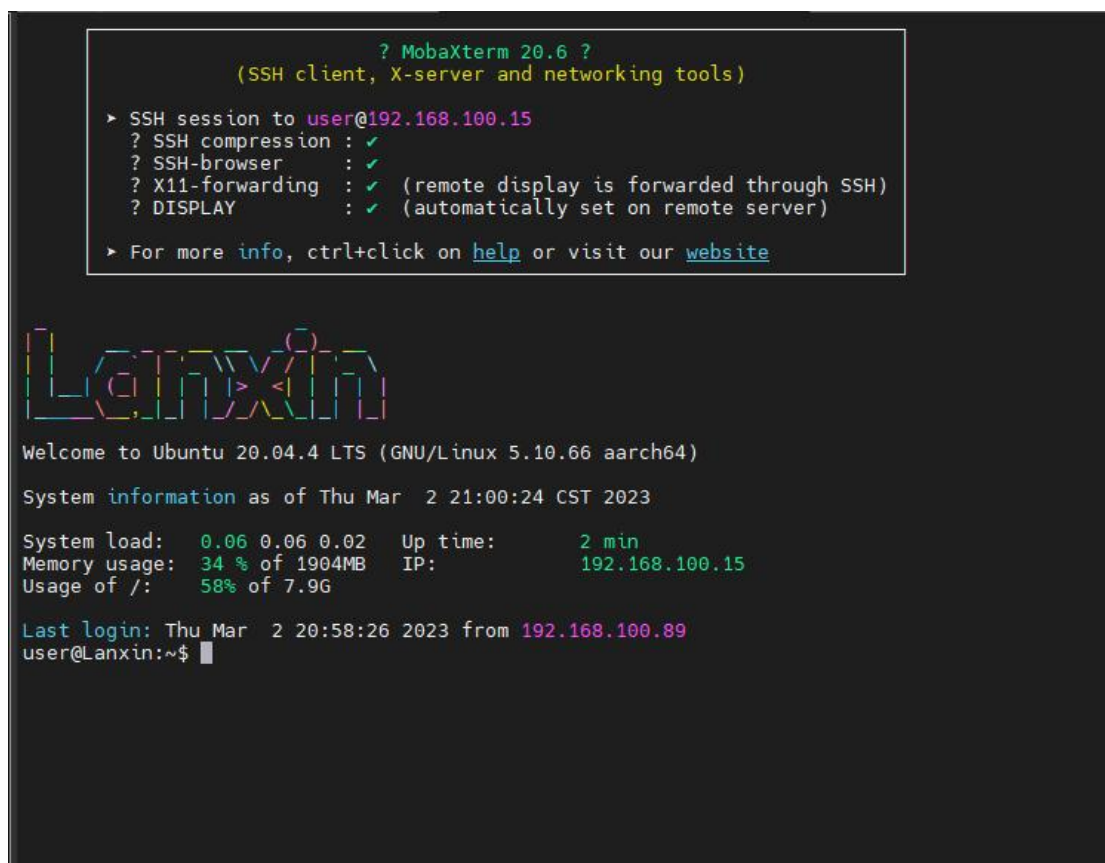 ? MobaXterm 20.6 ?
(SSH client, X-server and networking tools)
➤ SSH session to user@192.168.100.15
? SSH compression : ✔
? SSH-browser     : ✔
? X11-forwarding  : ✔  (remote display is forwarded through SSH)
? DISPLAY         : ✔  (automatically set on remote server)
➤ For more info, ctrl+click on help or visit our website
Lanxin
Welcome to Ubuntu 20.04.4 LTS (GNU/Linux 5.10.66 aarch64)
System information as of Thu Mar  2 21:00:24 CST 2023
System load:   0.06 0.06 0.02   Up time:       2 min
Memory usage:  34 % of 1904MB   IP:            192.168.100.15
Usage of /:    58% of 7.9G
Last login: Thu Mar  2 20:58:26 2023 from 192.168.100.89
user@Lanxin:~$